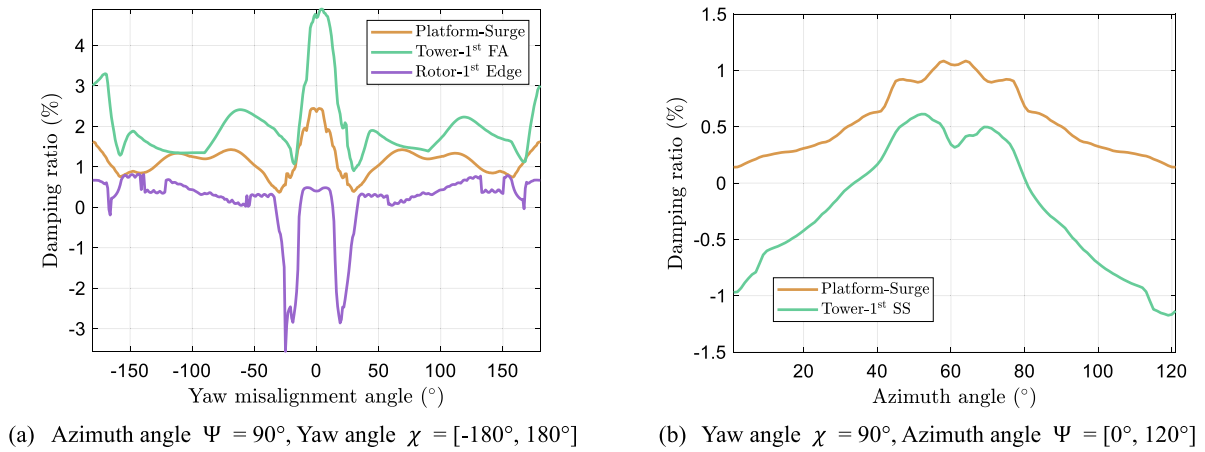 Damping ratio (%)
4
3
2
1
0
-1
-2
-3
-150
-100
-50
0
50
100
150
Yaw misalignment angle (°)
Platform-Surge
Tower-1st FA
Rotor-1st Edge
(a) Azimuth angle Ψ = 90°, Yaw angle χ = [-180°, 180°]
Damping ratio (%)
1.5
1
0.5
0
-0.5
-1
-1.5
20
40
60
80
100
120
Azimuth angle (°)
Platform-Surge
Tower-1st SS
(b) Yaw angle χ = 90°, Azimuth angle Ψ = [0°, 120°]